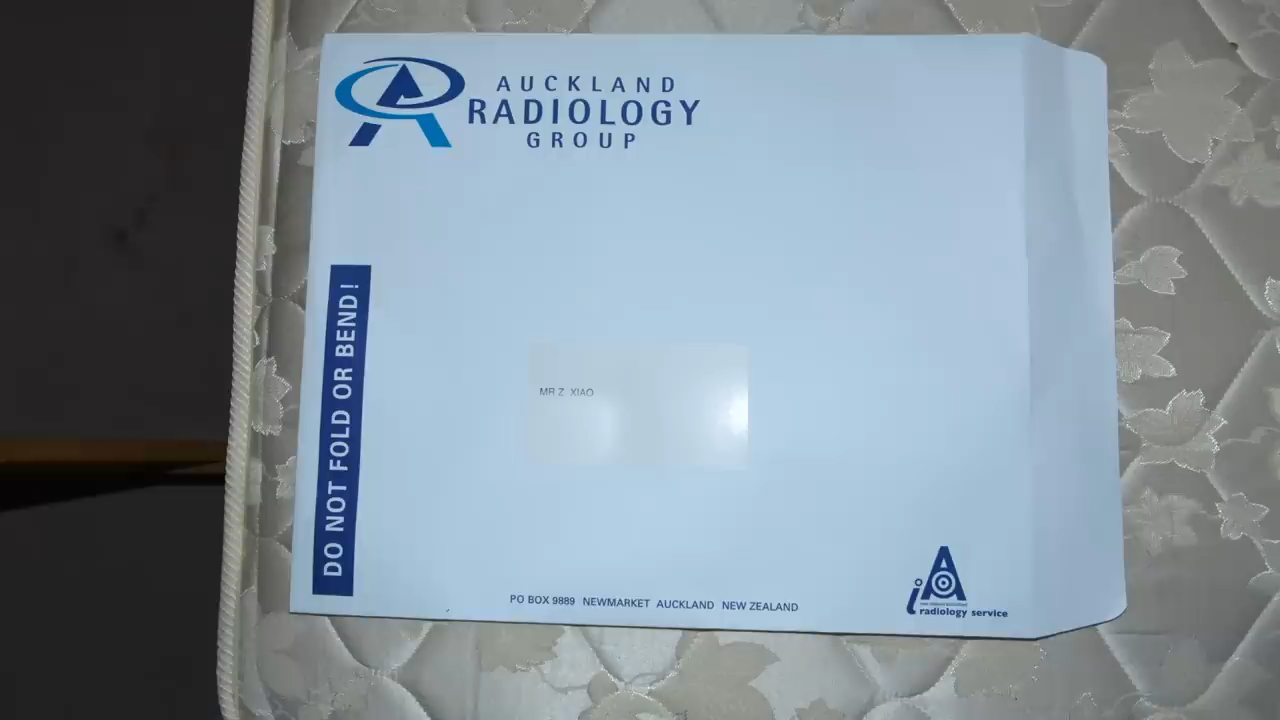 AUCKLAND
RADIOLOGY
GROUP
DO NOT FOLD OR BEND!
MR Z XIAO
PO BOX 9889 NEWMARKET AUCKLAND NEW ZEALAND
radiology service